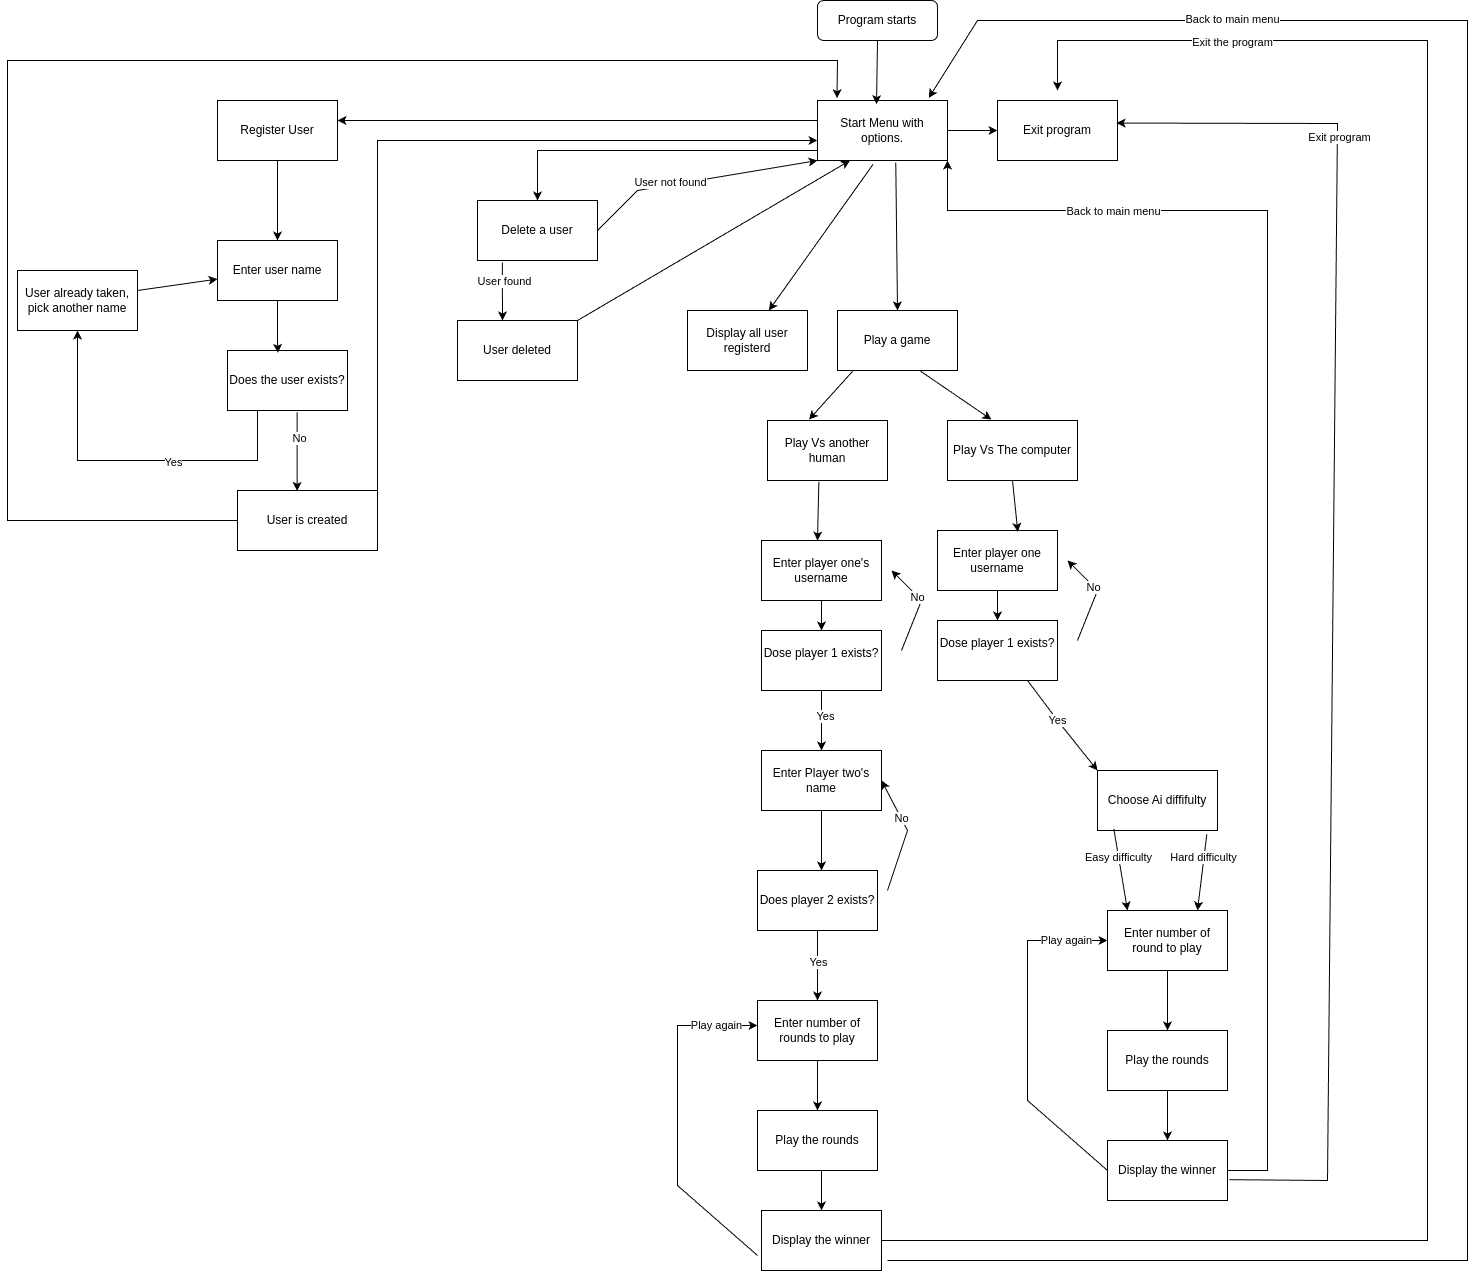 Program starts
Back to main menu
Exit the program
Register User
Start Menu with
options.
Exit program
Exit program
User not found
Back to main menu
Delete a user
Enter user name
User already taken,
pick another name
User found
Display all user
registerd
Play a game
User deleted
Does the user exists?
No
Yes
Play Vs another
human
Play Vs The computer
User is created
Enter player one's
username
Enter player one
username
No
No
Dose player 1 exists?
Dose player 1 exists?
Yes
Yes
Enter Player two's
name
Choose Ai diffifulty
No
Easy difficulty
Hard difficulty
Does player 2 exists?
Enter number of
round to play
Play again
Yes
Play again
Enter number of
rounds to play
Play the rounds
Play the rounds
Display the winner
Display the winner